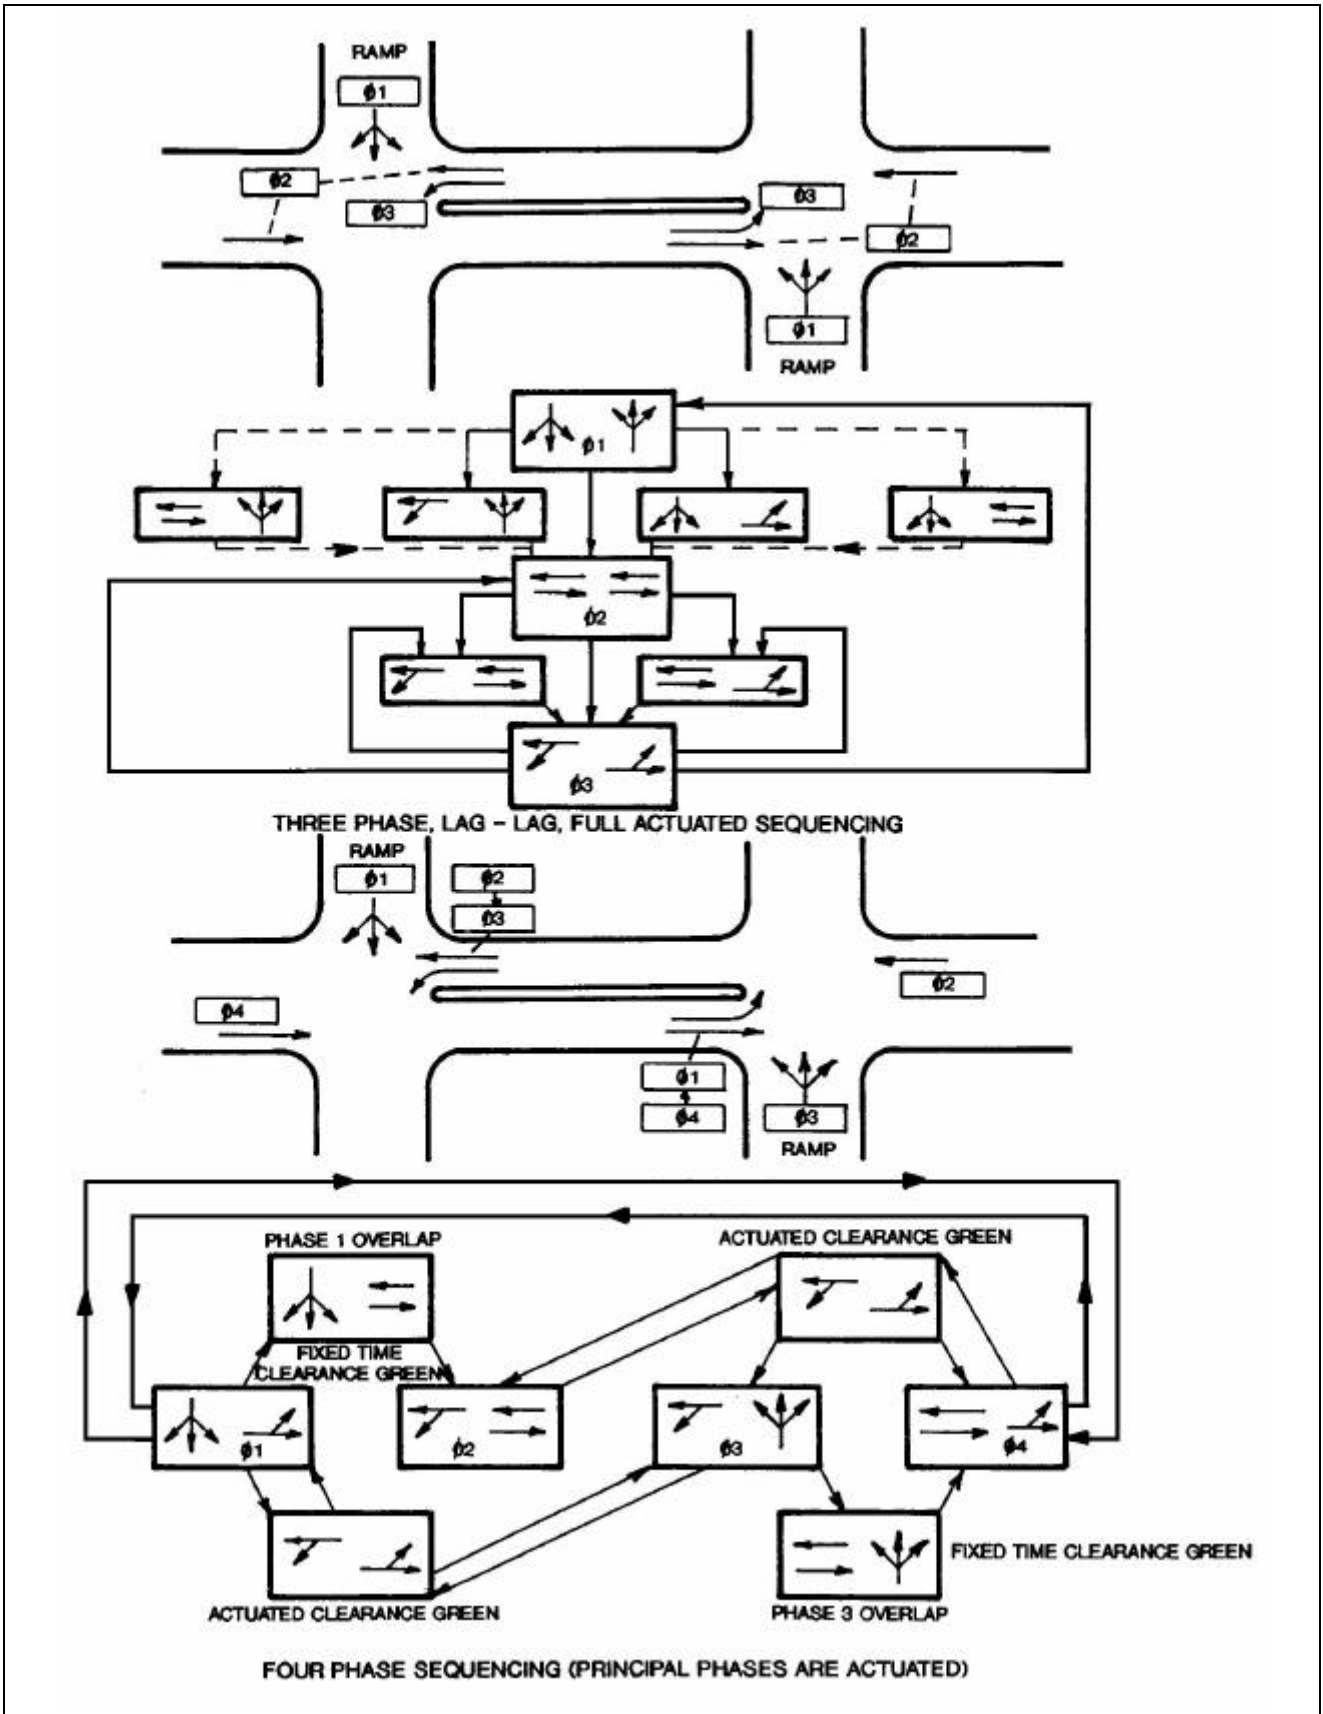 RAMP
ϕ1
ϕ2
ϕ3
ϕ3
ϕ2
ϕ1
RAMP
ϕ1
ϕ2
ϕ3
THREE PHASE, LAG – LAG, FULL ACTUATED SEQUENCING
RAMP
ϕ1
ϕ2
ϕ3
ϕ2
ϕ4
ϕ1
ϕ4
ϕ3
RAMP
PHASE 1 OVERLAP
ACTUATED CLEARANCE GREEN
FIXED TIME
CLEARANCE GREEN
ϕ1
ϕ2
ϕ3
ϕ4
FIXED TIME CLEARANCE GREEN
ACTUATED CLEARANCE GREEN
PHASE 3 OVERLAP
FOUR PHASE SEQUENCING (PRINCIPAL PHASES ARE ACTUATED)